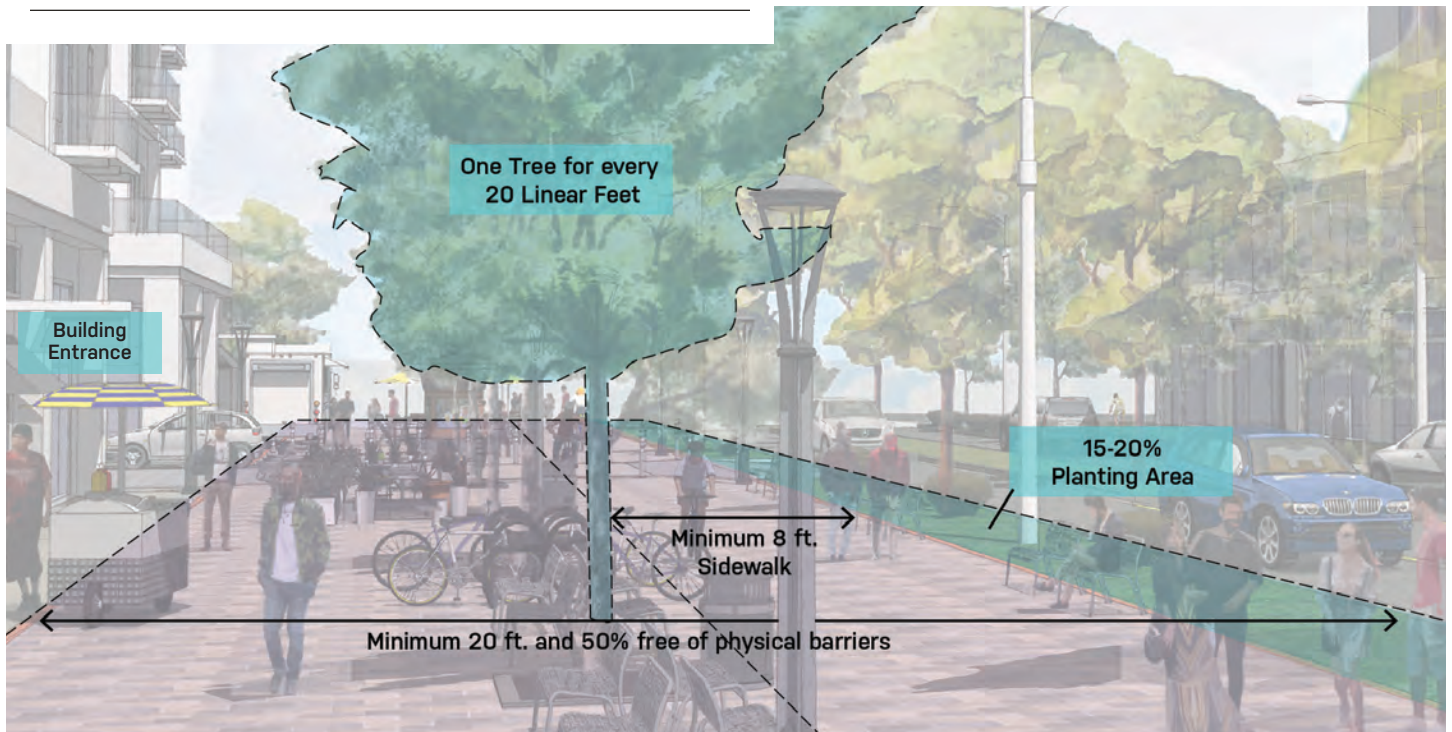 One Tree for every
20 Linear Feet
Building
Entrance
15-20%
Planting Area
Minimum 8 ft.
Sidewalk
Minimum 20 ft. and 50% free of physical barriers